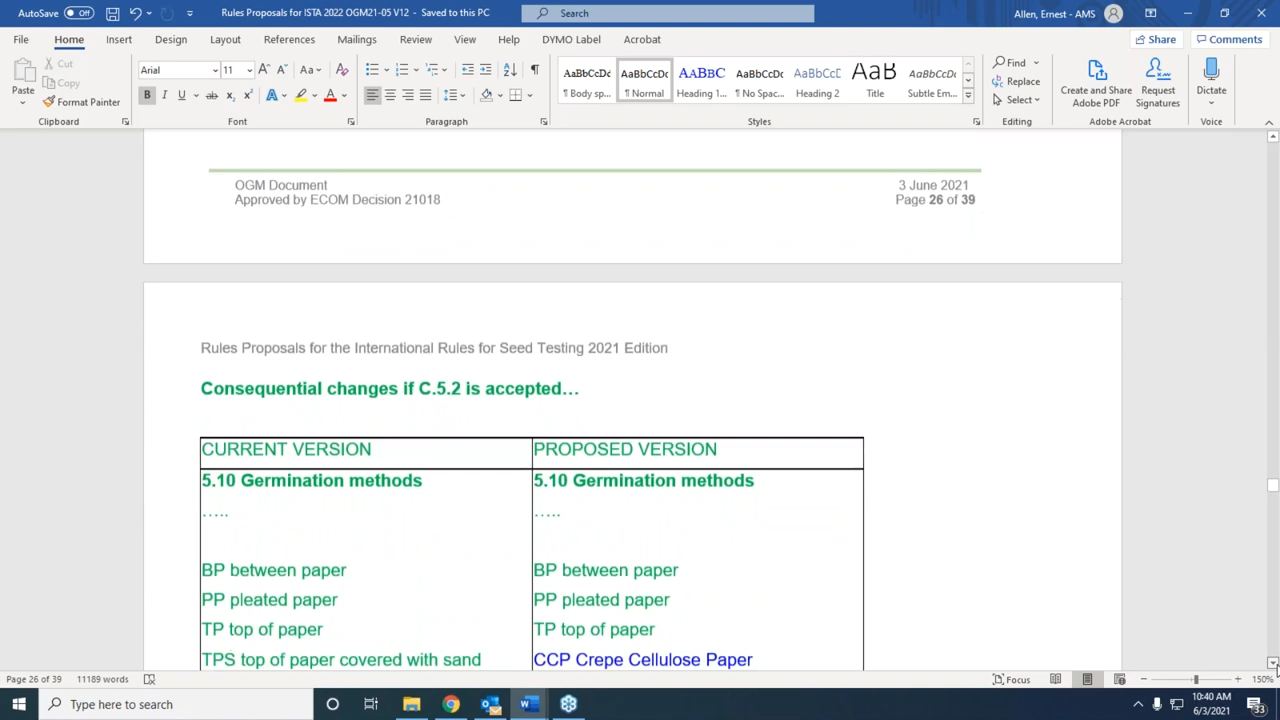 AutoSave Off
Rules Proposals for ISTA 2022 OGM21-05 V12 - Saved to this PC
Search
Allen, Ernest - AMS
File Home Insert Design Layout References Mailings Review View Help DYMO Label Acrobat
Share Comments
Paste
Cut
Copy
Format Painter
Clipboard
Arial 11
Font
Paragraph
AaBbCcDc ¶ Body sp...
AaBbCcDc ¶ Normal
AABBC Heading 1...
AaBbCcDc ¶ No Spac...
AaBbCcD Heading 2
AaB Title
AaBbCcDc Subtle Em...
Styles
Find
Replace
Select
Editing
Create and Share Adobe PDF
Request Signatures
Adobe Acrobat
Dictate
Voice
OGM Document 3 June 2021
Approved by ECOM Decision 21018 Page 26 of 39
Rules Proposals for the International Rules for Seed Testing 2021 Edition
Consequential changes if C.5.2 is accepted…
CURRENT VERSION PROPOSED VERSION
5.10 Germination methods 5.10 Germination methods
….. …..
BP between paper BP between paper
PP pleated paper PP pleated paper
TP top of paper TP top of paper
TPS top of paper covered with sand CCP Crepe Cellulose Paper
Page 26 of 39 11189 words Focus 150%
Type here to search
10:40 AM
6/3/2021
33